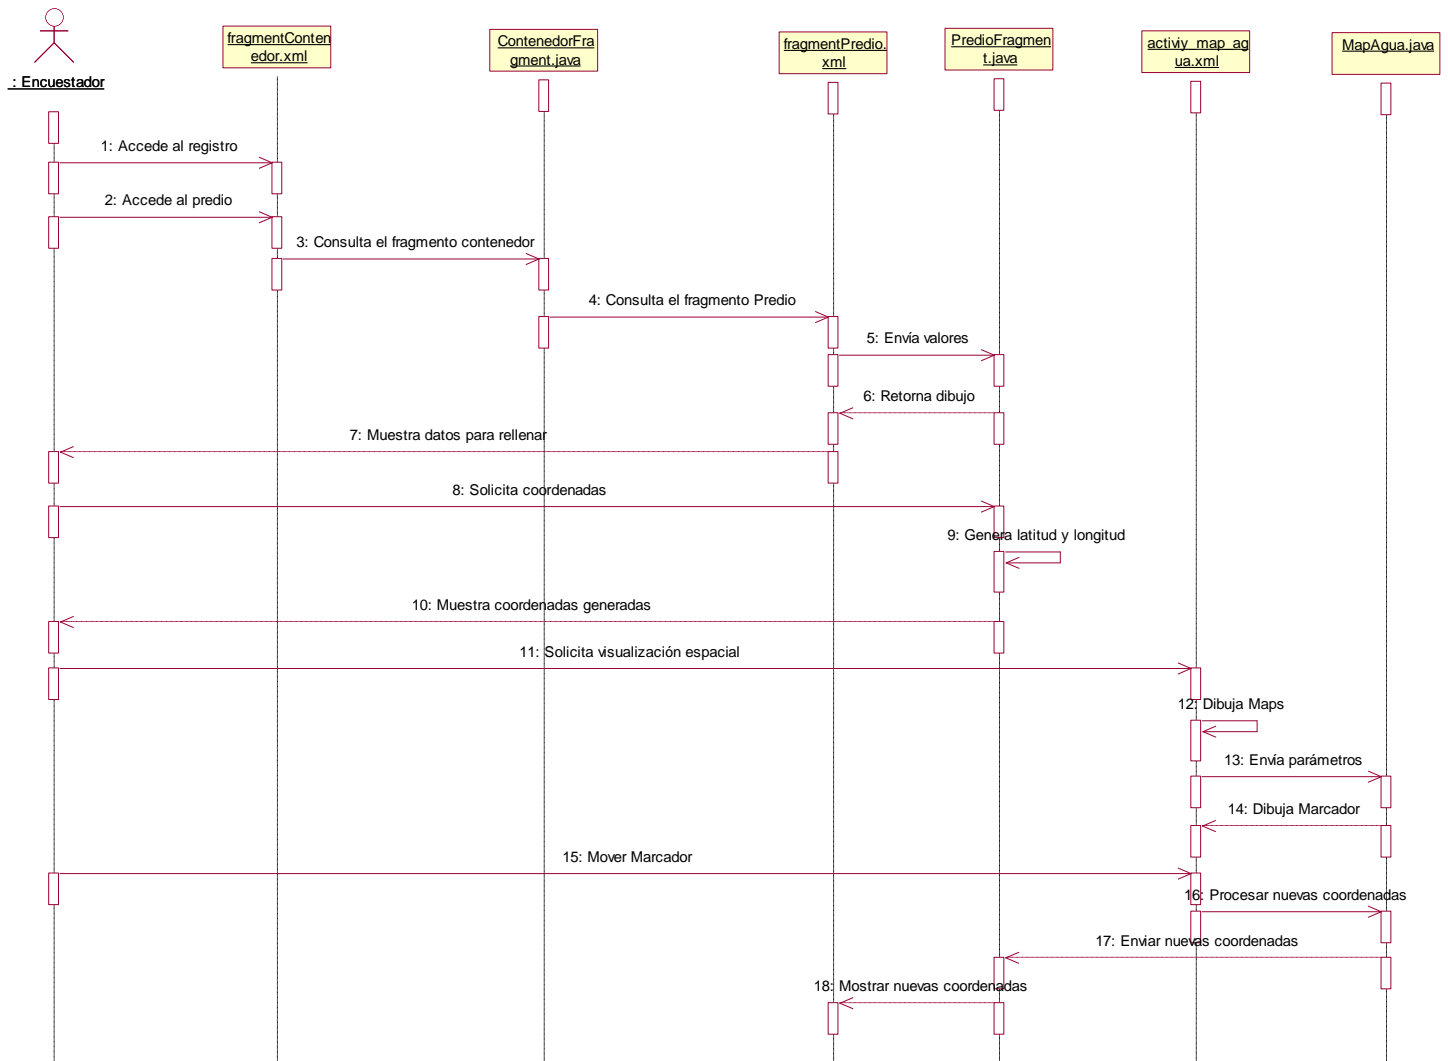 : Encuestador
fragmentConten
edor.xml
ContenedorFra
gment.java
fragmentPredio.
xml
PredioFragmen
t.java
activiy_map_ag
ua.xml
MapAgua.java
1: Accede al registro
2: Accede al predio
3: Consulta el fragmento contenedor
4: Consulta el fragmento Predio
5: Envía valores
6: Retorna dibujo
7: Muestra datos para rellenar
8: Solicita coordenadas
9: Genera latitud y longitud
10: Muestra coordenadas generadas
11: Solicita visualización espacial
12: Dibuja Maps
13: Envía parámetros
14: Dibuja Marcador
15: Mover Marcador
16: Procesar nuevas coordenadas
17: Enviar nuevas coordenadas
18: Mostrar nuevas coordenadas